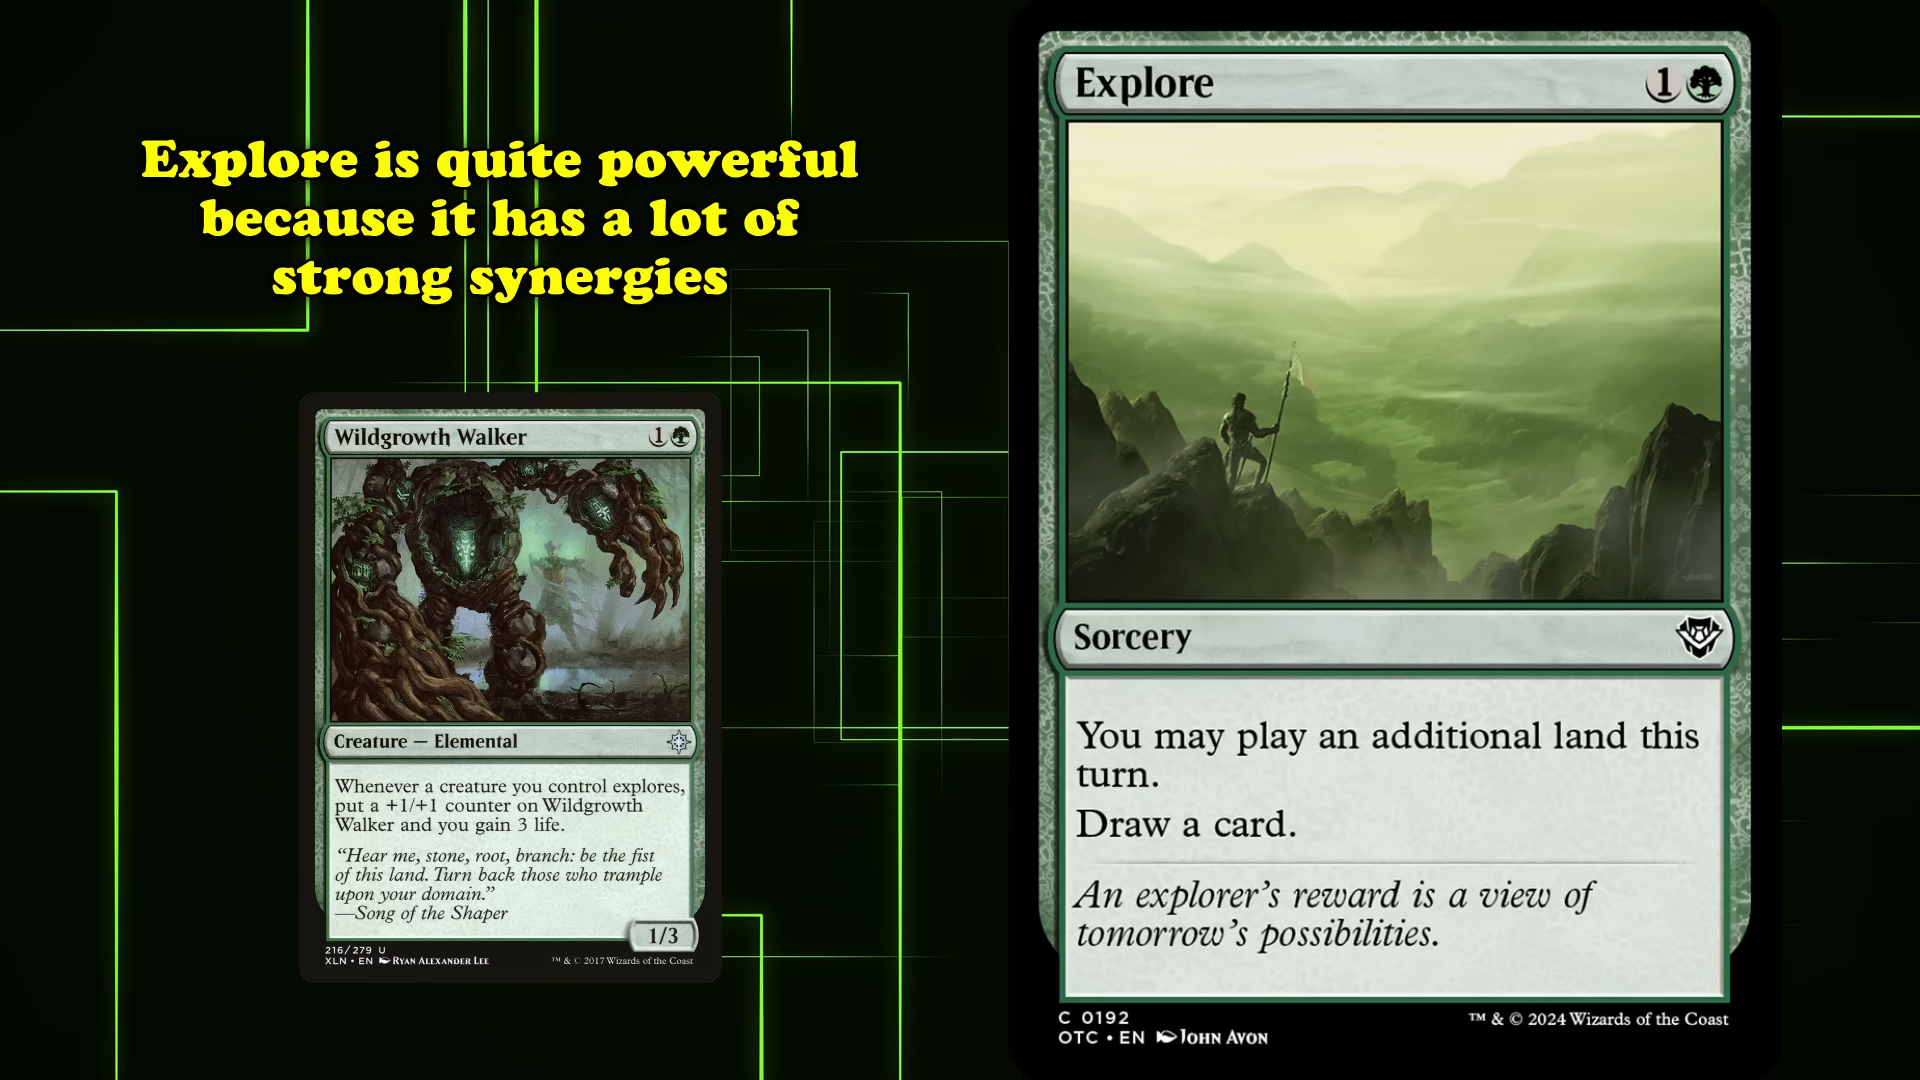 Explore is quite powerful
because it has a lot of
strong synergies
Wildgrowth Walker 1
Creature — Elemental
Whenever a creature you control explores,
put a +1/+1 counter on Wildgrowth
Walker and you gain 3 life.
“Hear me, stone, root, branch: be the fist
of this land. Turn back those who trample
upon your domain.”
—Song of the Shaper
1/3
216/279 U
XLN • EN RYAN ALEXANDER LEE
™ & © 2017 Wizards of the Coast
Explore 1
Sorcery
You may play an additional land this
turn.
Draw a card.
An explorer’s reward is a view of
tomorrow’s possibilities.
C 0192
OTC • EN JOHN AVON
™ & © 2024 Wizards of the Coast